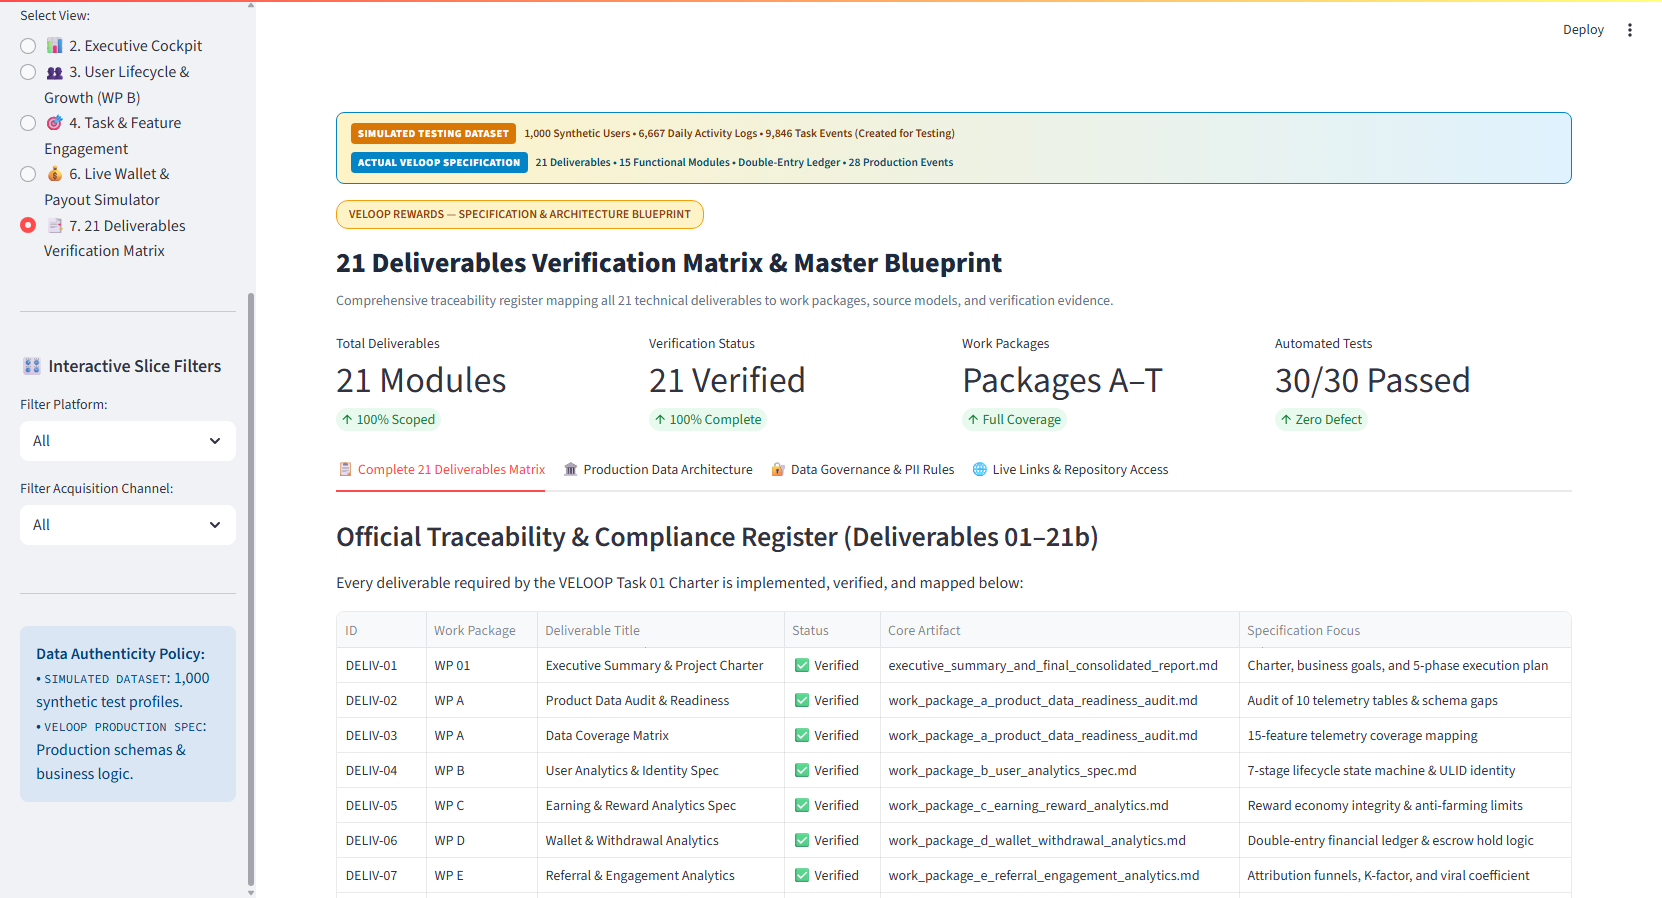 Select View:
📊 2. Executive Cockpit
👥 3. User Lifecycle &
Growth (WP B)
🎯 4. Task & Feature
Engagement
💰 6. Live Wallet &
Payout Simulator
📑 7. 21 Deliverables
Verification Matrix
🎛️ Interactive Slice Filters
Filter Platform:
All
Filter Acquisition Channel:
All
Data Authenticity Policy:
• SIMULATED DATASET: 1,000
synthetic test profiles.
• VELOOP PRODUCTION SPEC:
Production schemas &
business logic.
Deploy
SIMULATED TESTING DATASET 1,000 Synthetic Users • 6,667 Daily Activity Logs • 9,846 Task Events (Created for Testing)
ACTUAL VELOOP SPECIFICATION 21 Deliverables • 15 Functional Modules • Double-Entry Ledger • 28 Production Events
VELOOP REWARDS — SPECIFICATION & ARCHITECTURE BLUEPRINT
21 Deliverables Verification Matrix & Master Blueprint
Comprehensive traceability register mapping all 21 technical deliverables to work packages, source models, and verification evidence.
Total Deliverables Verification Status Work Packages Automated Tests
21 Modules 21 Verified Packages A–T 30/30 Passed
↑ 100% Scoped ↑ 100% Complete ↑ Full Coverage ↑ Zero Defect
📋 Complete 21 Deliverables Matrix 🏛️ Production Data Architecture 🔐 Data Governance & PII Rules 🌐 Live Links & Repository Access
Official Traceability & Compliance Register (Deliverables 01–21b)
Every deliverable required by the VELOOP Task 01 Charter is implemented, verified, and mapped below:
ID Work Package Deliverable Title Status Core Artifact Specification Focus
DELIV-01 WP 01 Executive Summary & Project Charter ✅ Verified executive_summary_and_final_consolidated_report.md Charter, business goals, and 5-phase execution plan
DELIV-02 WP A Product Data Audit & Readiness ✅ Verified work_package_a_product_data_readiness_audit.md Audit of 10 telemetry tables & schema gaps
DELIV-03 WP A Data Coverage Matrix ✅ Verified work_package_a_product_data_readiness_audit.md 15-feature telemetry coverage mapping
DELIV-04 WP B User Analytics & Identity Spec ✅ Verified work_package_b_user_analytics_spec.md 7-stage lifecycle state machine & ULID identity
DELIV-05 WP C Earning & Reward Analytics Spec ✅ Verified work_package_c_earning_reward_analytics.md Reward economy integrity & anti-farming limits
DELIV-06 WP D Wallet & Withdrawal Analytics ✅ Verified work_package_d_wallet_withdrawal_analytics.md Double-entry financial ledger & escrow hold logic
DELIV-07 WP E Referral & Engagement Analytics ✅ Verified work_package_e_referral_engagement_analytics.md Attribution funnels, K-factor, and viral coefficient